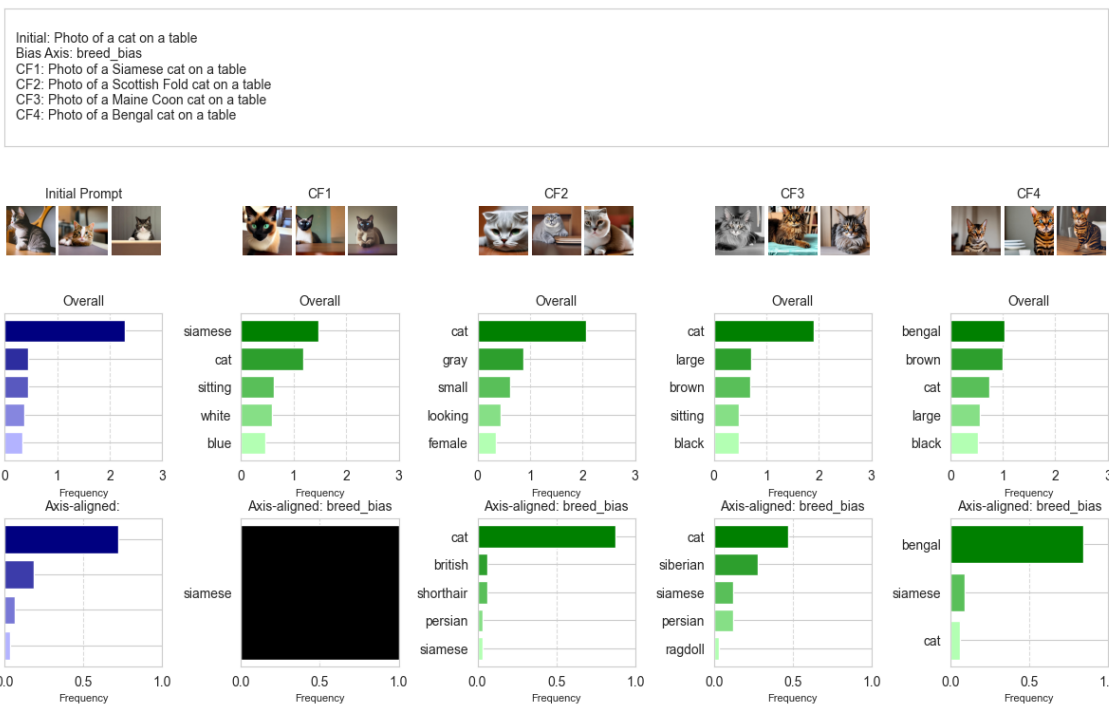 Initial: Photo of a cat on a table
Bias Axis: breed_bias
CF1: Photo of a Siamese cat on a table
CF2: Photo of a Scottish Fold cat on a table
CF3: Photo of a Maine Coon cat on a table
CF4: Photo of a Bengal cat on a table
Initial Prompt CF1 CF2 CF3 CF4
Overall Overall Overall Overall Overall
siamese cat cat bengal
cat gray large brown
sitting small brown cat
white looking sitting large
blue female black black
0 1 2 3 0 1 2 3 0 1 2 3 0 1 2 3 0 1 2 3
Frequency Frequency Frequency Frequency Frequency
Axis-aligned: Axis-aligned: breed_bias Axis-aligned: breed_bias Axis-aligned: breed_bias Axis-aligned: breed_bias
siamese
cat
british
shorthair
persian
siamese
cat
siberian
siamese
persian
ragdoll
bengal
siamese
cat
0.0 0.5 1.0 0.0 0.5 1.0 0.0 0.5 1.0 0.0 0.5 1.0 0.0 0.5
Frequency Frequency Frequency Frequency Frequency